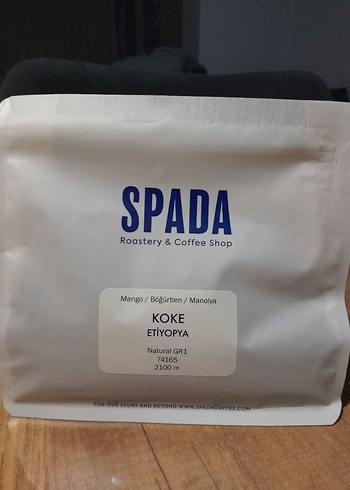 SPADA
Roastery & Coffee Shop
Mango / Böğürtlen / Manolya
KOKE
ETİYOPYA
Natural GR1
74165
2100 m
FOR OUR STORY AND BEYOND WWW.SPADACOFFEE.COM